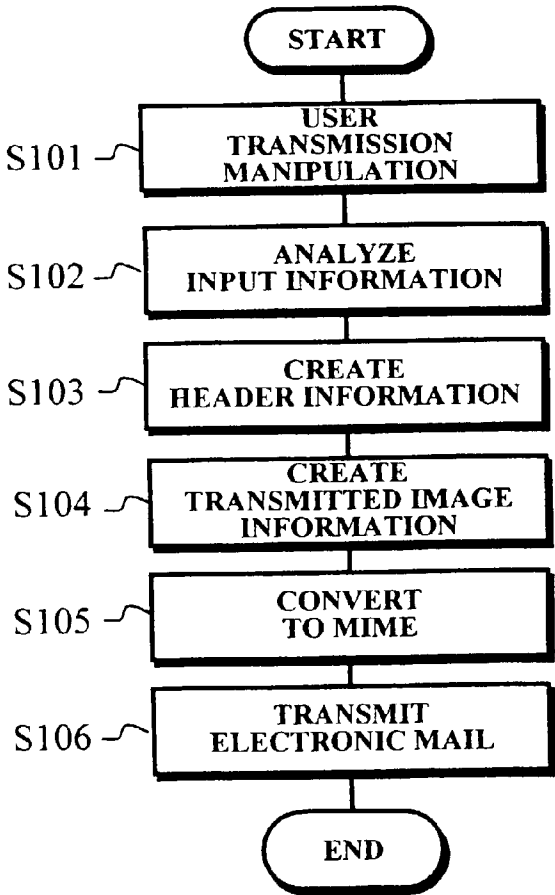 START
S101
USER
TRANSMISSION
MANIPULATION
S102
ANALYZE
INPUT INFORMATION
S103
CREATE
HEADER INFORMATION
S104
CREATE
TRANSMITTED IMAGE
INFORMATION
S105
CONVERT
TO MIME
S106
TRANSMIT
ELECTRONIC MAIL
END